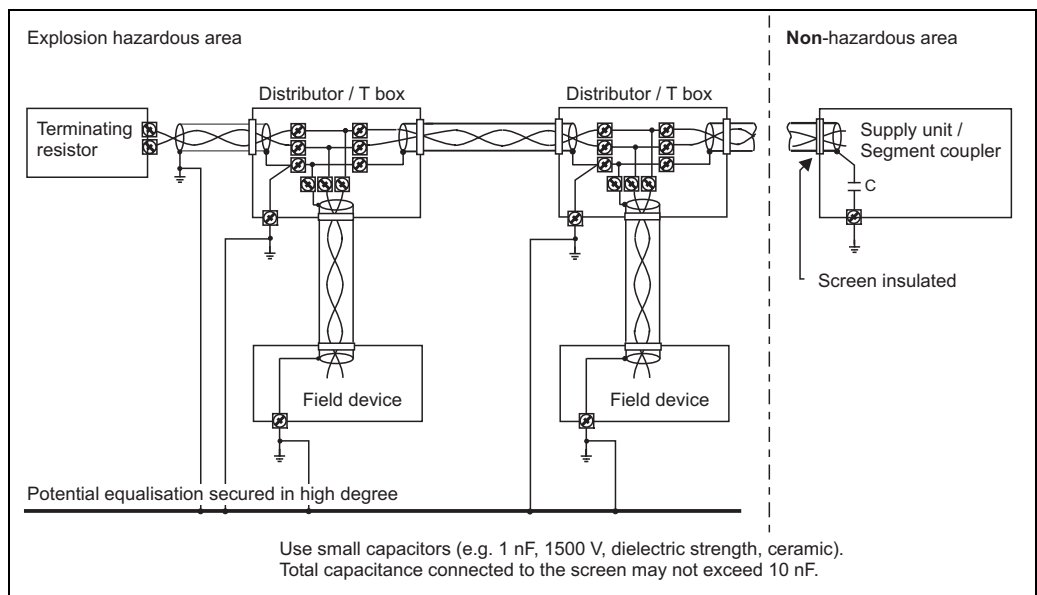 Explosion hazardous area
Non-hazardous area
Distributor / T box
Distributor / T box
Terminating
resistor
Supply unit /
Segment coupler
C
Screen insulated
Field device
Field device
Potential equalisation secured in high degree
Use small capacitors (e.g. 1 nF, 1500 V, dielectric strength, ceramic).
Total capacitance connected to the screen may not exceed 10 nF.